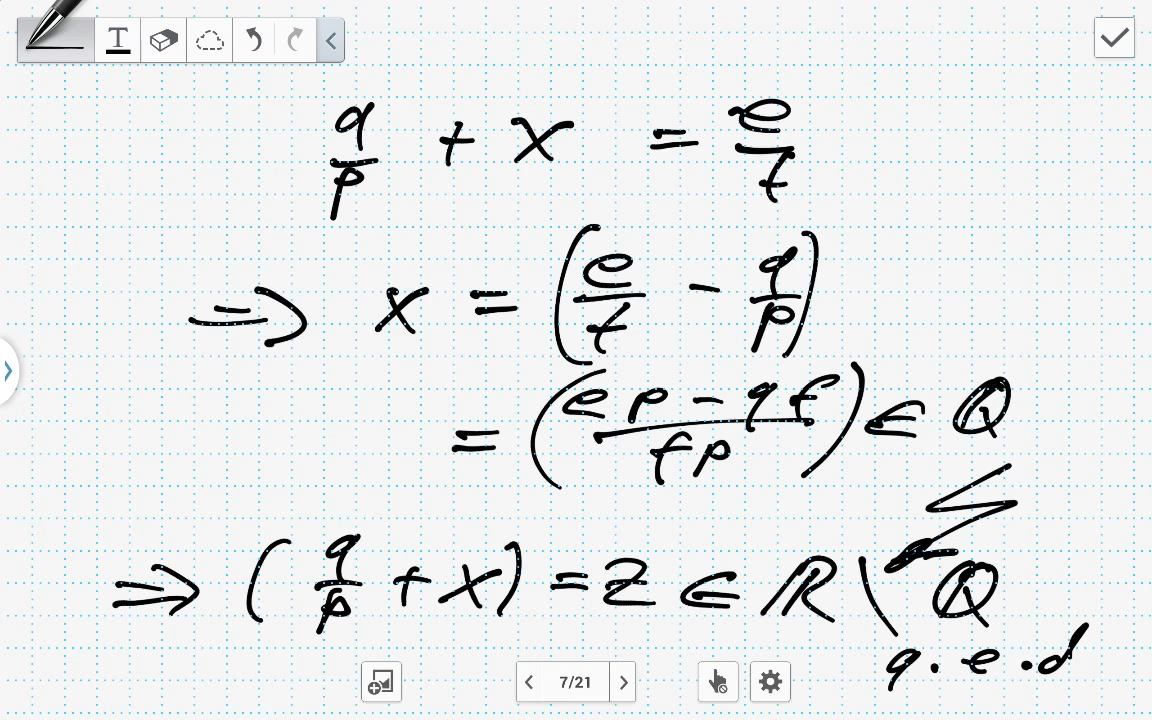 T
q/p + x = e/f
=> x = (e/f - q/p)
= (ep - qf / fp) ∈ Q
=> (q/p + x) = z ∈ R \ Q
q.e.d
7/21